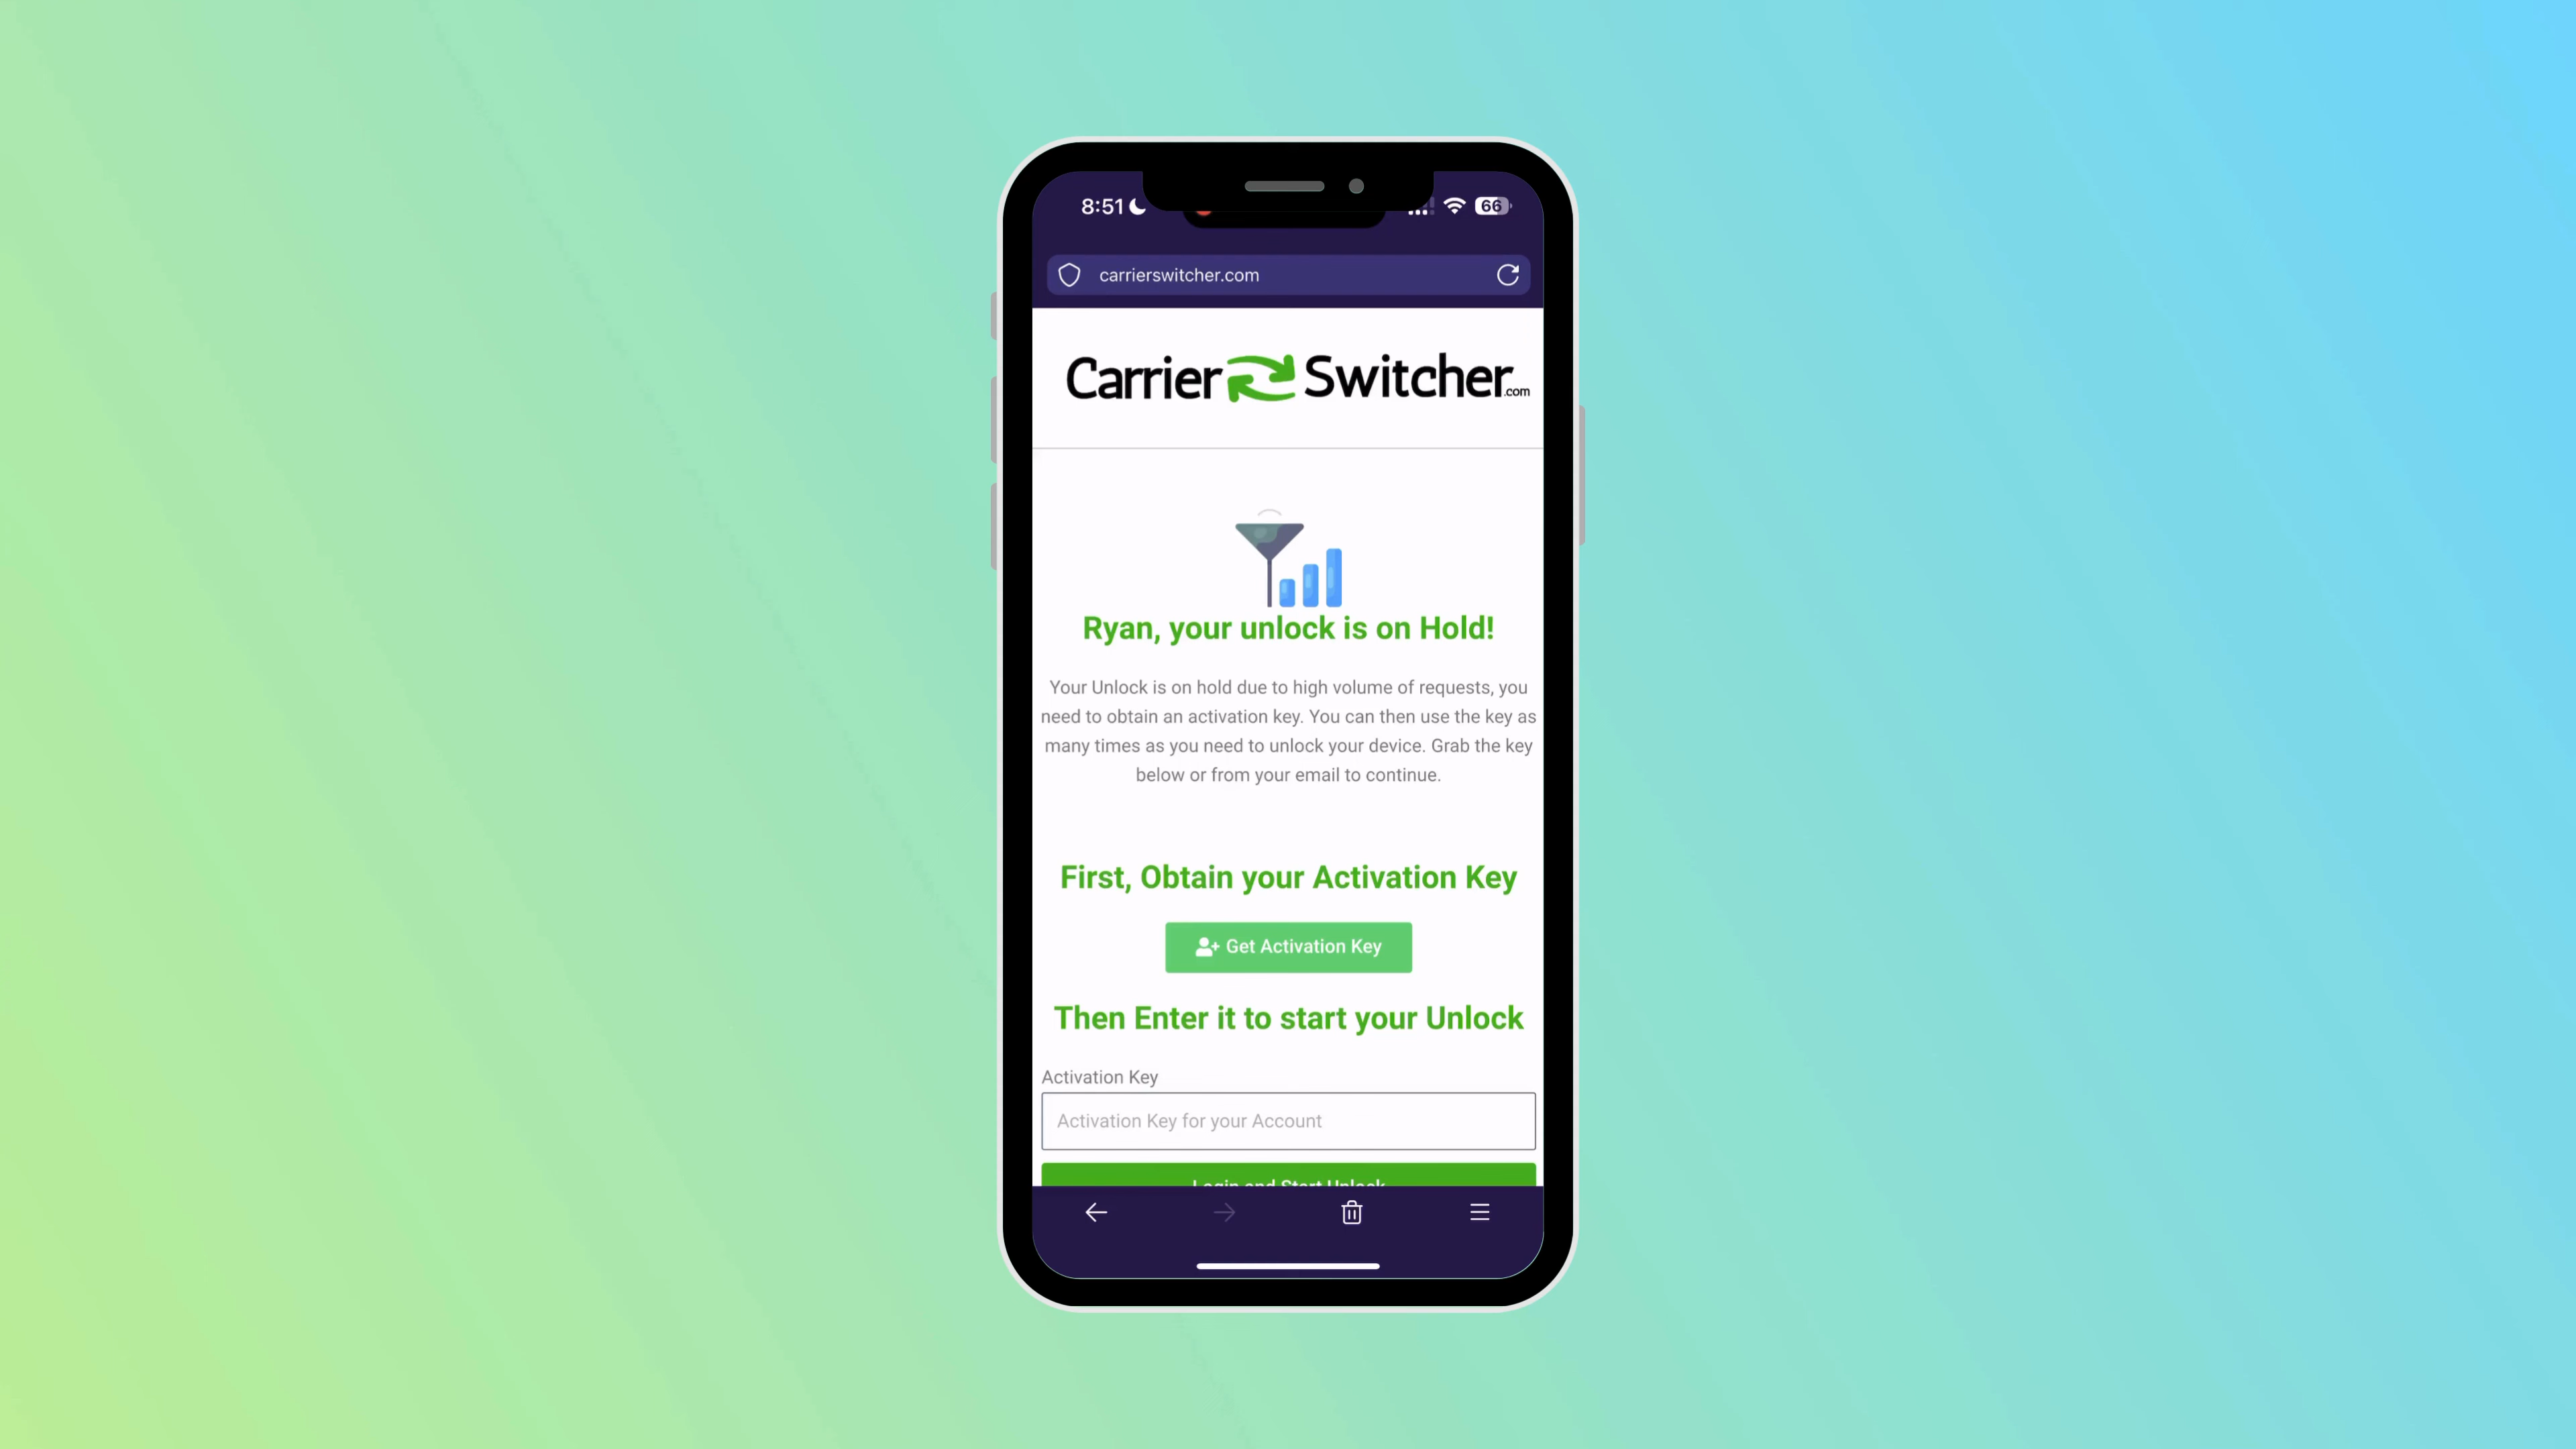 8:51
66
carrierswitcher.com
Carrier Switcher.com
Ryan, your unlock is on Hold!
Your Unlock is on hold due to high volume of requests, you
need to obtain an activation key. You can then use the key as
many times as you need to unlock your device. Grab the key
below or from your email to continue.
First, Obtain your Activation Key
Get Activation Key
Then Enter it to start your Unlock
Activation Key
Activation Key for your Account
Login and Start Unlock